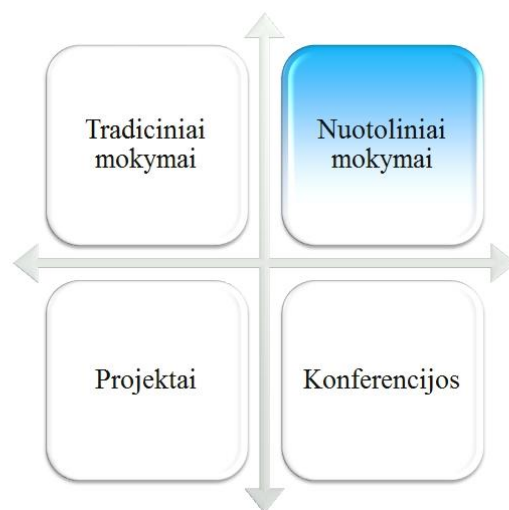 Tradiciniai
mokymai
Nuotoliniai
mokymai
Projektai
Konferencijos